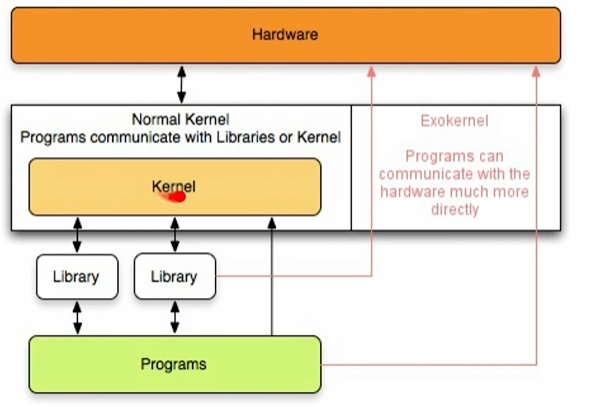 Hardware
Normal Kernel
Programs communicate with Libraries or Kernel
Kernel
Exokernel
Programs can
communicate with the
hardware much more
directly
Library
Library
Programs